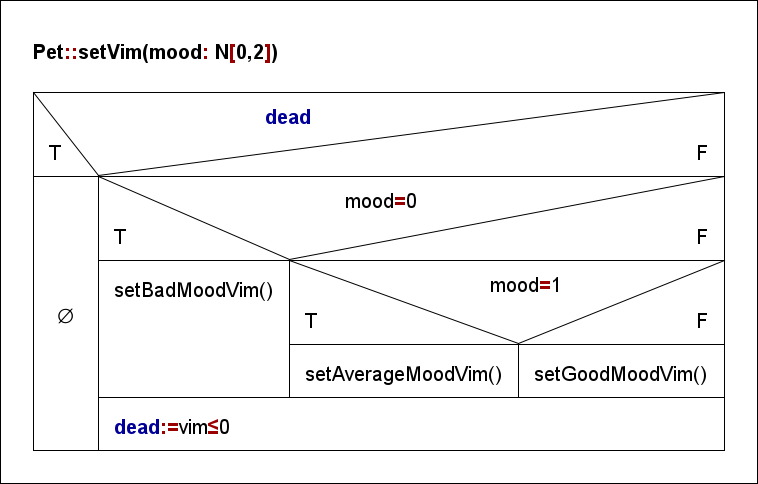 Pet::setVim(mood: N[0,2])
dead
T
F
mood=0
T
F
setBadMoodVim()
mood=1
T
F
∅
setAverageMoodVim()
setGoodMoodVim()
dead:=vim≤0